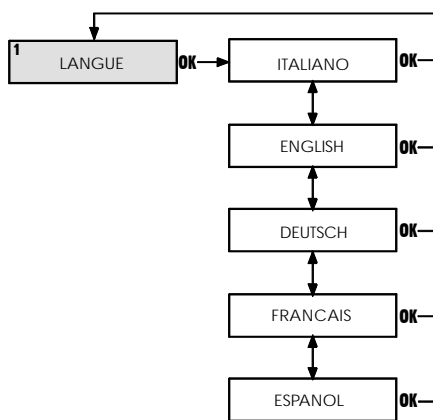 1
LANGUE OK ITALIANO OK
ENGLISH OK
DEUTSCH OK
FRANCAIS OK
ESPANOL OK